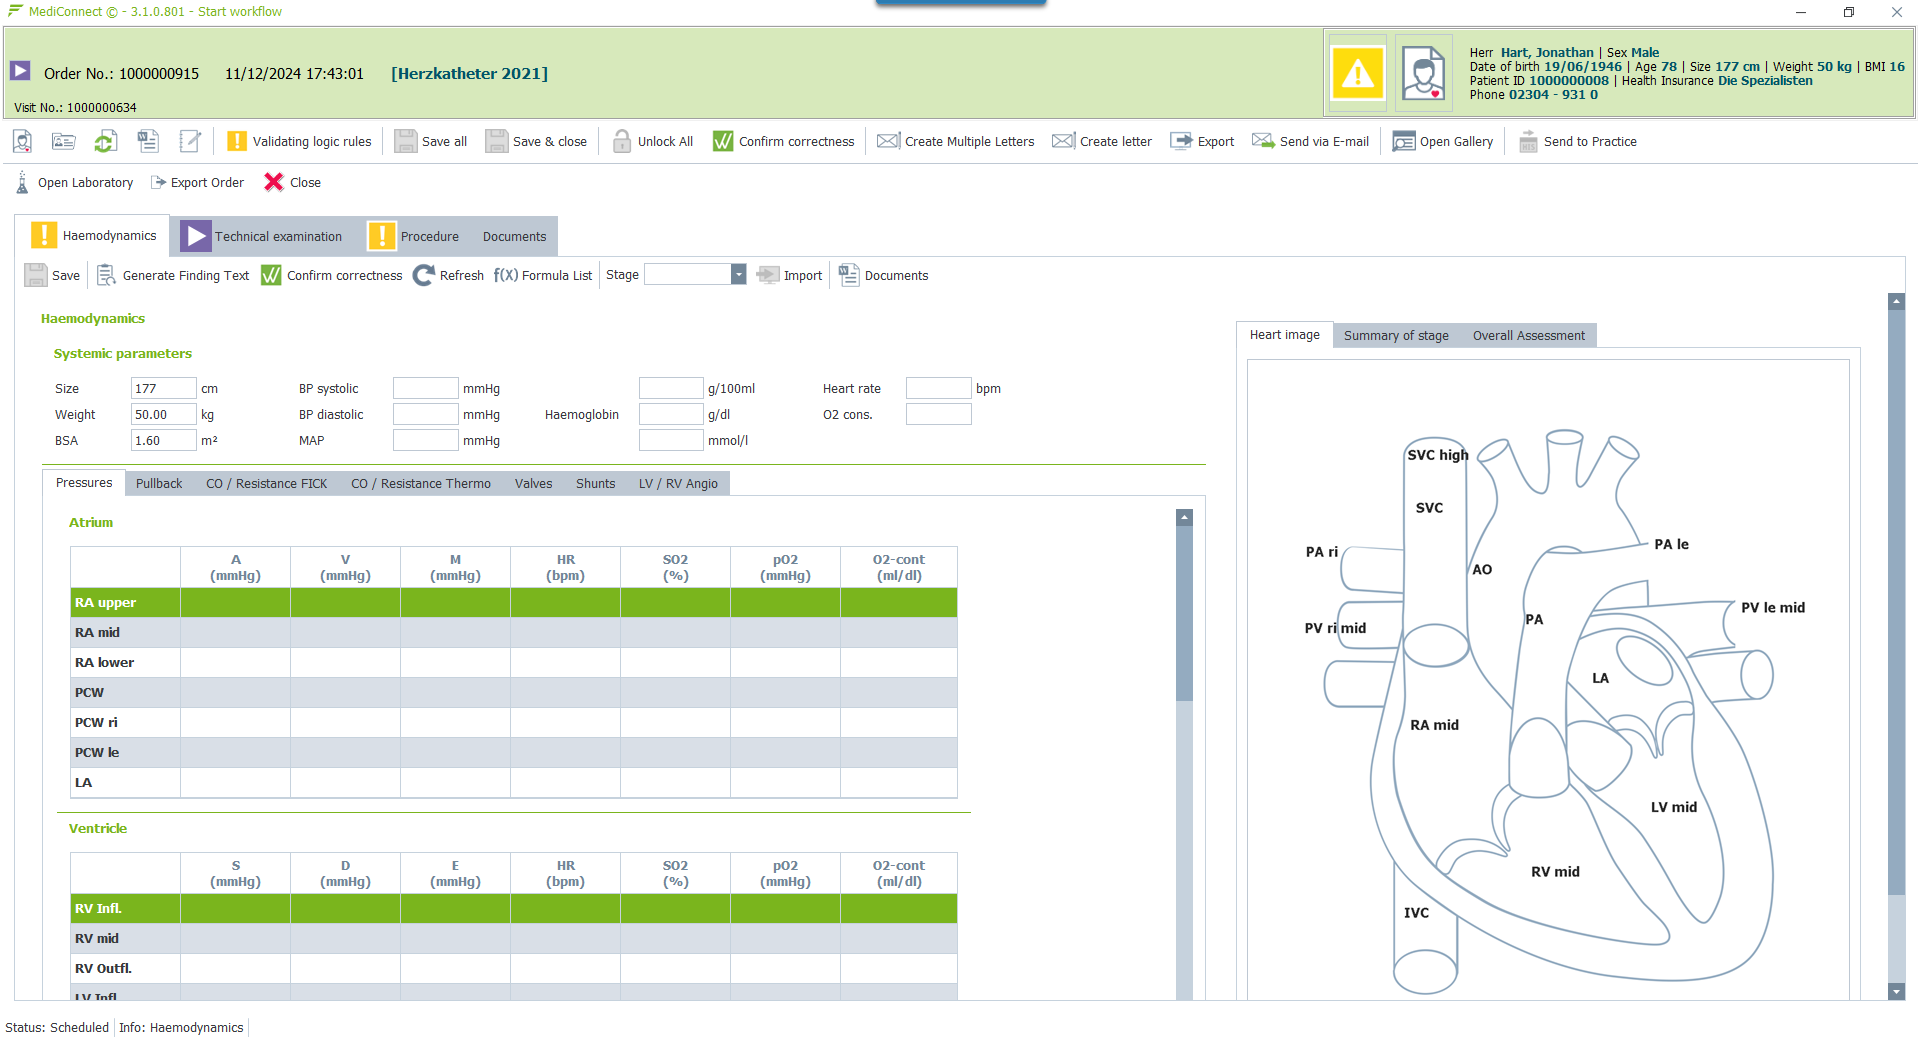 MediConnect © - 3.1.0.801 - Start workflow
Order No.: 1000000915 11/12/2024 17:43:01 [Herzkatheter 2021]
Visit No.: 1000000634
Herr Hart, Jonathan | Sex Male
Date of birth 19/06/1946 | Age 78 | Size 177 cm | Weight 50 kg | BMI 16
Patient ID 1000000008 | Health Insurance Die Spezialisten
Phone 02304 - 931 0
Validating logic rules Save all Save & close Unlock All Confirm correctness Create Multiple Letters Create letter Export Send via E-mail Open Gallery Send to Practice
Open Laboratory Export Order Close
Haemodynamics Technical examination Procedure Documents
Save Generate Finding Text Confirm correctness Refresh f(X) Formula List Stage Import Documents
Haemodynamics
Systemic parameters
Size 177 cm BP systolic mmHg g/100ml Heart rate bpm
Weight 50.00 kg BP diastolic mmHg Haemoglobin g/dl O2 cons.
BSA 1.60 m² MAP mmHg mmol/l
Pressures Pullback CO / Resistance FICK CO / Resistance Thermo Valves Shunts LV / RV Angio
Atrium
A V M HR SO2 pO2 O2-cont
(mmHg) (mmHg) (mmHg) (bpm) (%) (mmHg) (ml/dl)
RA upper
RA mid
RA lower
PCW
PCW ri
PCW le
LA
Ventricle
S D E HR SO2 pO2 O2-cont
(mmHg) (mmHg) (mmHg) (bpm) (%) (mmHg) (ml/dl)
RV Infl.
RV mid
RV Outfl.
LV Infl
Heart image Summary of stage Overall Assessment
SVC high
SVC
PA ri
PA le
AO
PV le mid
PA
PV ri mid
LA
RA mid
LV mid
RV mid
IVC
Status: Scheduled Info: Haemodynamics